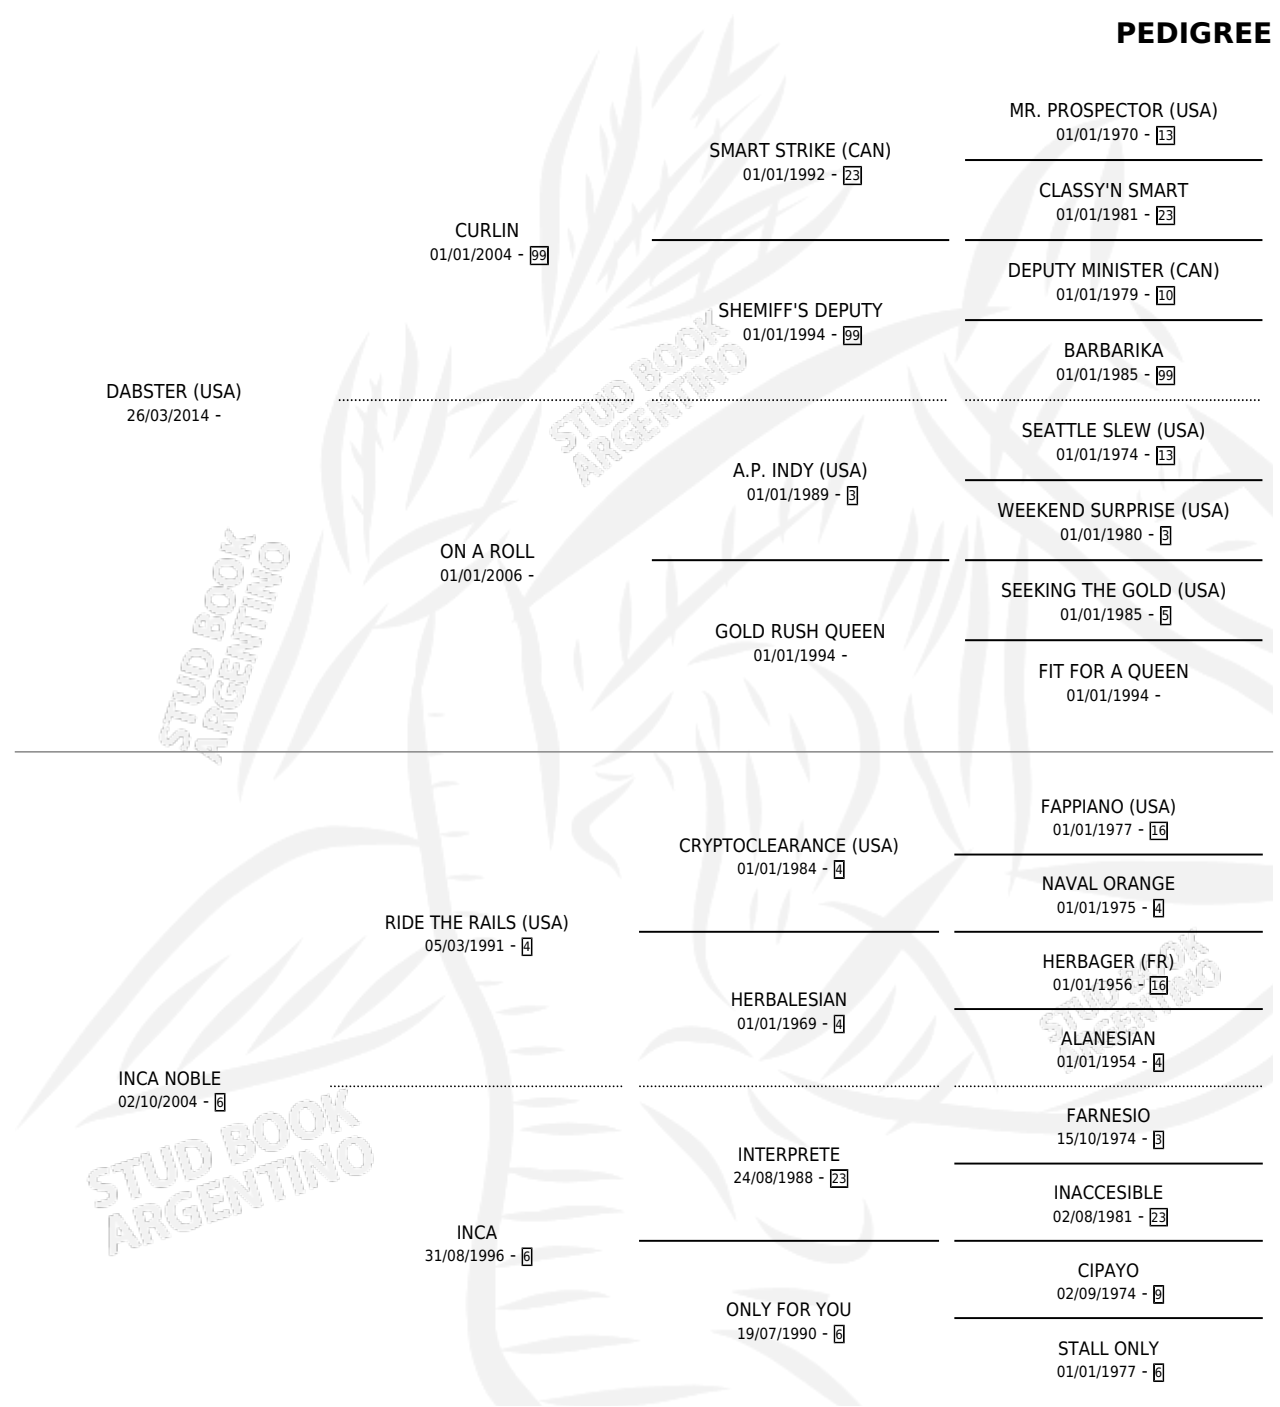 PEDIGREE
MR. PROSPECTOR (USA)
01/01/1970 - 13
SMART STRIKE (CAN)
01/01/1992 - 23
CLASSY'N SMART
01/01/1981 - 23
CURLIN
01/01/2004 - 99
DEPUTY MINISTER (CAN)
01/01/1979 - 10
SHEMIFF'S DEPUTY
01/01/1994 - 99
BARBARIKA
01/01/1985 - 99
DABSTER (USA)
26/03/2014 -
STUD BOOK
ARGENTINO
SEATTLE SLEW (USA)
01/01/1974 - 13
A.P. INDY (USA)
01/01/1989 - 3
WEEKEND SURPRISE (USA)
01/01/1980 - 3
ON A ROLL
01/01/2006 -
SEEKING THE GOLD (USA)
01/01/1985 - 5
GOLD RUSH QUEEN
01/01/1994 -
FIT FOR A QUEEN
01/01/1994 -
STUD BOOK
ARGENTINO
FAPPIANO (USA)
01/01/1977 - 16
CRYPTOCLEARANCE (USA)
01/01/1984 - 4
NAVAL ORANGE
01/01/1975 - 4
RIDE THE RAILS (USA)
05/03/1991 - 4
HERBAGER (FR)
01/01/1956 - 16
HERBALESIAN
01/01/1969 - 4
ALANESIAN
01/01/1954 - 4
STUD BOOK
ARGENTINO
INCA NOBLE
02/10/2004 - 6
STUD BOOK
ARGENTINO
FARNESIO
15/10/1974 - 3
INTERPRETE
24/08/1988 - 23
INACCESIBLE
02/08/1981 - 23
INCA
31/08/1996 - 6
CIPAYO
02/09/1974 - 9
ONLY FOR YOU
19/07/1990 - 6
STALL ONLY
01/01/1977 - 6